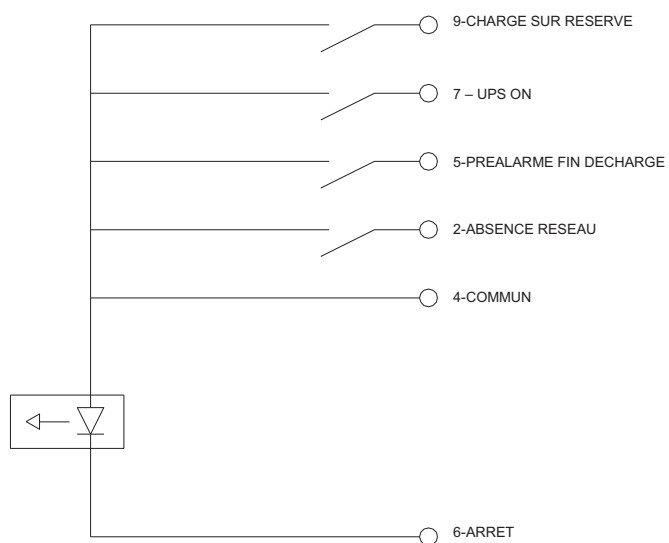 9-CHARGE SUR RESERVE
7 – UPS ON
5-PREALARME FIN DECHARGE
2-ABSENCE RESEAU
4-COMMUN
6-ARRET